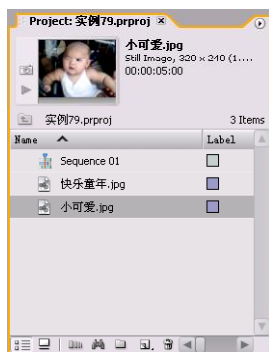 Project: 实例79.prproj
小可爱.jpg
Still Image, 320 x 240 (1....
00:00:05:00
实例79.prproj
3 Items
Name
Label
Sequence 01
快乐童年.jpg
小可爱.jpg